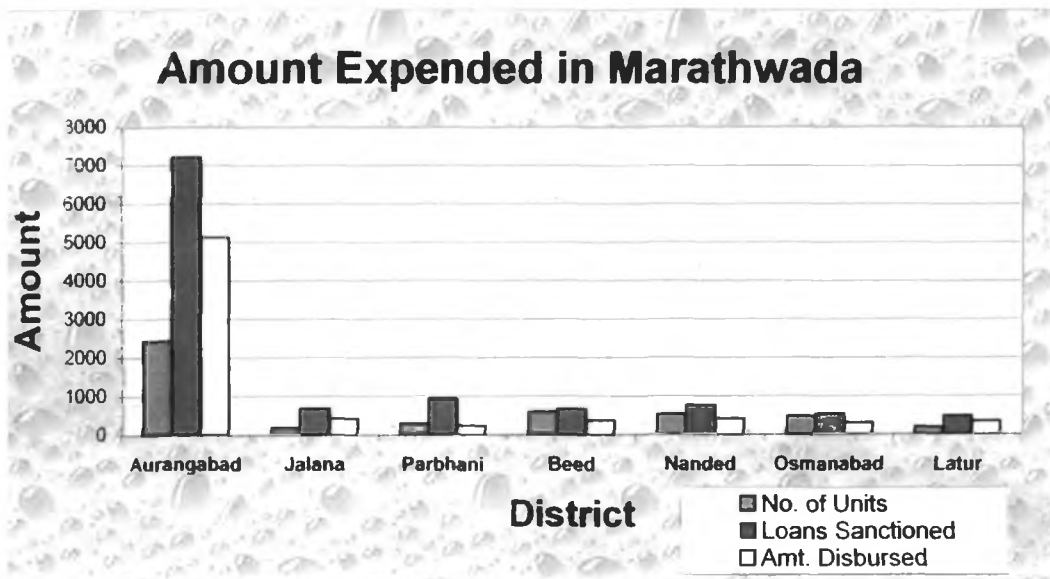 Amount Expended in Marathwada
Amount
8000
7000
6000
5000
4000
3000
2000
1000
0
Aurangabad Jalana Parbhani Beed Nanded Osmanabad Latur
District
No. of Units
Loans Sanctioned
Amt. Disbursed